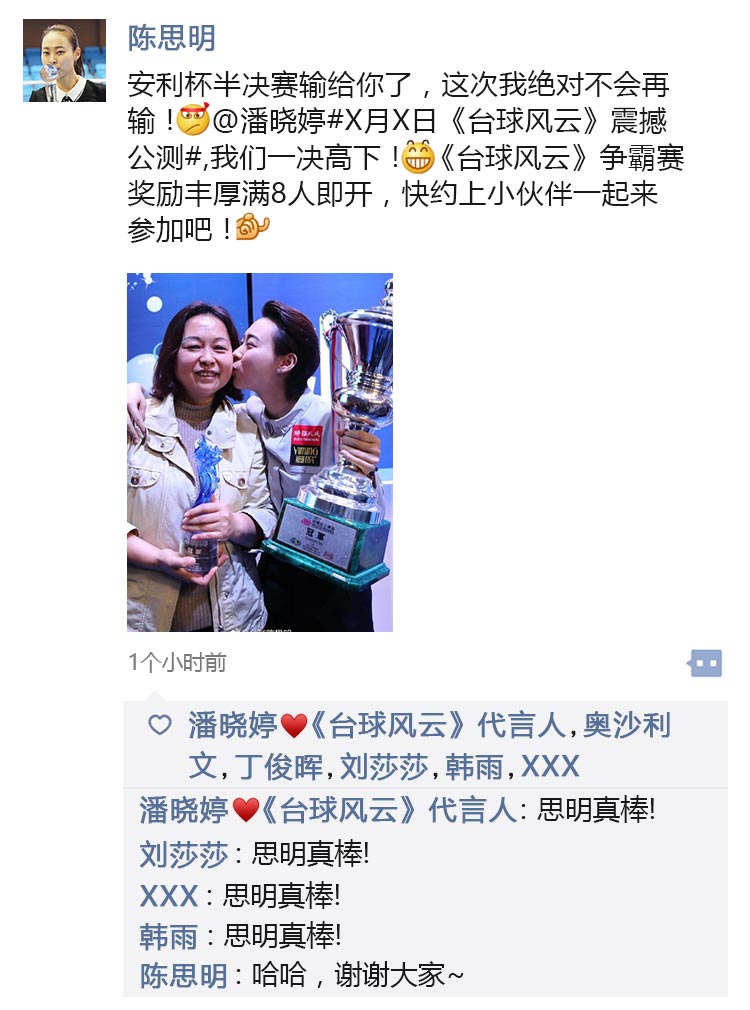 陈思明
安利杯半决赛输给你了，这次我绝对不会再
输！@潘晓婷#X月X日《台球风云》震撼
公测#,我们一决高下！《台球风云》争霸赛
奖励丰厚满8人即开，快约上小伙伴一起来
参加吧！
冠军
1个小时前
潘晓婷❤《台球风云》代言人,奥沙利
文,丁俊晖,刘莎莎,韩雨,XXX
潘晓婷❤《台球风云》代言人: 思明真棒!
刘莎莎：思明真棒!
XXX：思明真棒!
韩雨：思明真棒!
陈思明：哈哈，谢谢大家~